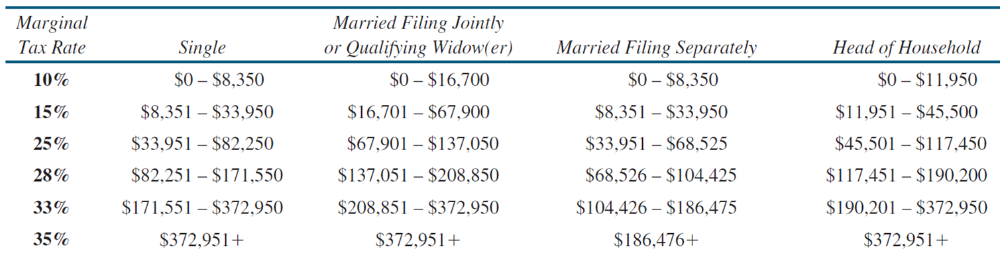 Marginal Married Filing Jointly
Tax Rate Single or Qualifying Widow(er) Married Filing Separately Head of Household
10% $0 – $8,350 $0 – $16,700 $0 – $8,350 $0 – $11,950
15% $8,351 – $33,950 $16,701 – $67,900 $8,351 – $33,950 $11,951 – $45,500
25% $33,951 – $82,250 $67,901 – $137,050 $33,951 – $68,525 $45,501 – $117,450
28% $82,251 – $171,550 $137,051 – $208,850 $68,526 – $104,425 $117,451 – $190,200
33% $171,551 – $372,950 $208,851 – $372,950 $104,426 – $186,475 $190,201 – $372,950
35% $372,951+ $372,951+ $186,476+ $372,951+